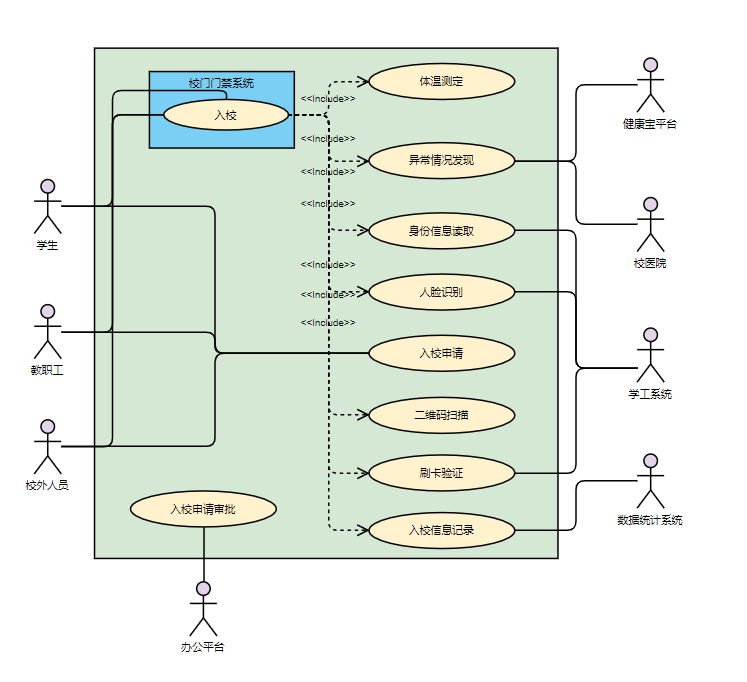 校门门禁系统
入校
体温测定
<<Include>>
<<Include>>
异常情况发现
<<Include>>
<<Include>>
身份信息读取
<<Include>>
人脸识别
<<Include>>
<<Include>>
入校申请
二维码扫描
刷卡验证
入校申请审批
入校信息记录
学生
教职工
校外人员
办公平台
健康宝平台
校医院
学工系统
数据统计系统